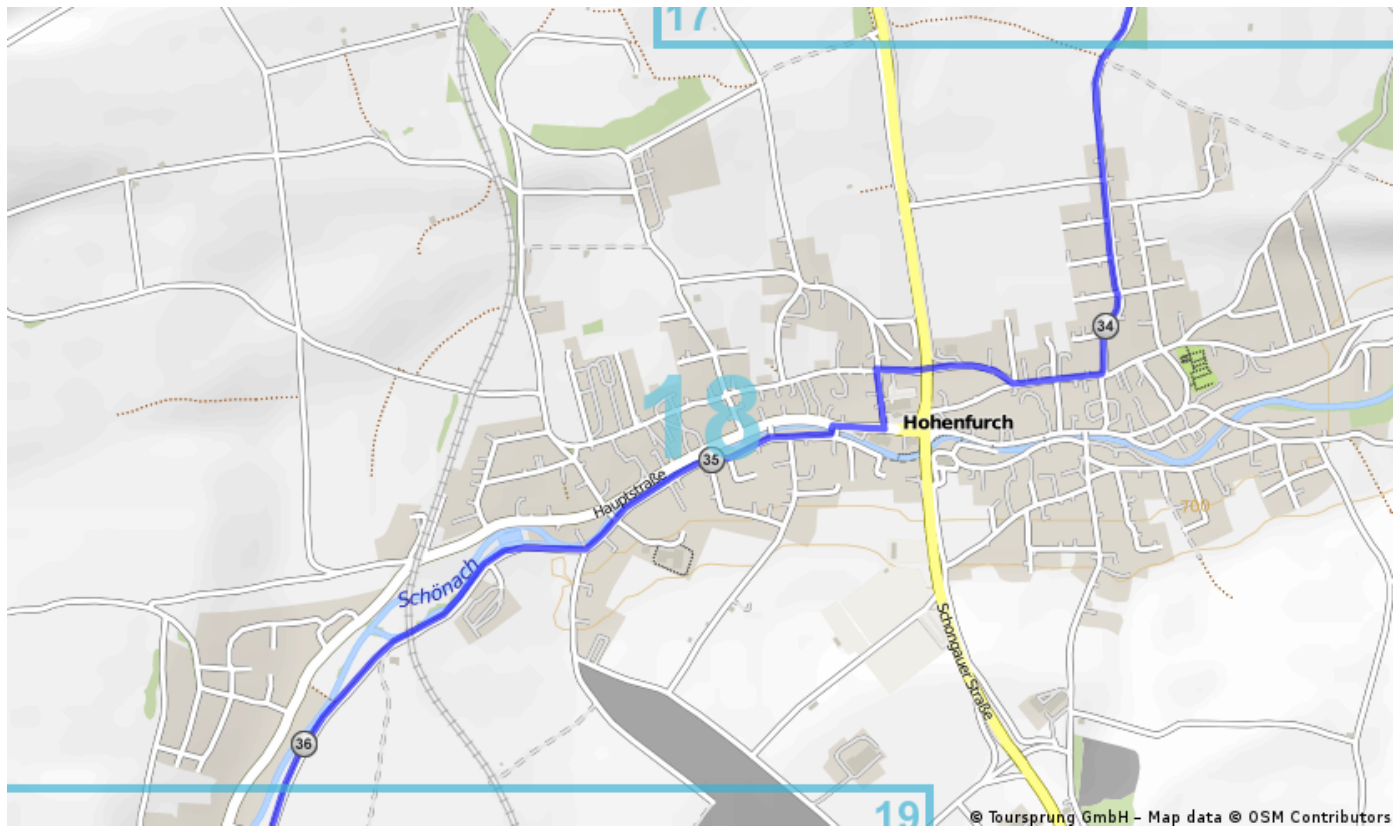 17
34
18
Hohenfurch
35
Hauptstraße
700
Schönach
Schongauer Straße
36
19
© Toursprung GmbH – Map data © OSM Contributors